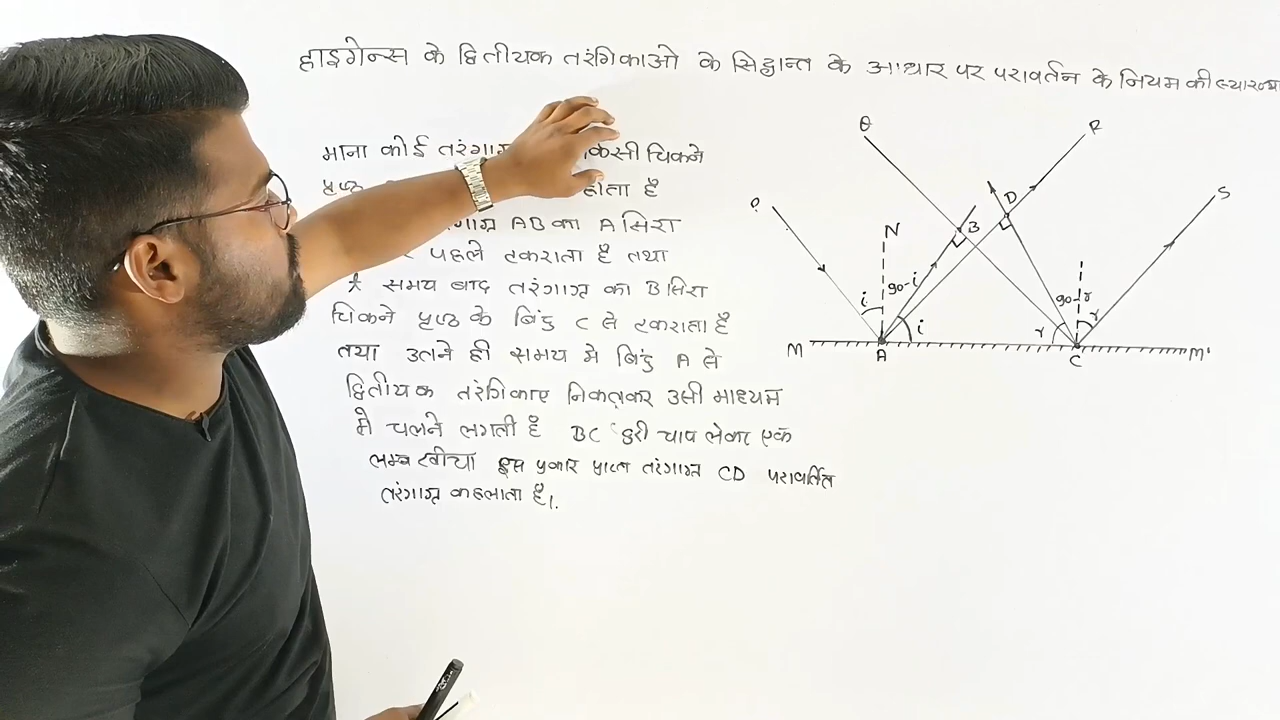 हाइगेन्स के द्वितीयक तरंगिकाओ के सिद्धान्त के आधार पर परावर्तन के नियम की व्याख्या
माना कोई किसी चिकने
पृष्ठ होता है
AB का A सिरा
पहले टकराता है तथा
t समय बाद तरंगाग्र का B सिरा
चिकने पृष्ठ के बिंदु C से टकराता है
तथा उतने ही समय मे बिंदु A से
द्वितीयक तरंगिकाए निकलकर उसी माध्यम
मे चलने लगती है BC दुरी चाप लेकर एक
लम्ब खीचा इस प्रकार प्राप्त तरंगाग्र CD परावर्तित
तरंगाग्र कहलाता है।
Q
R
S
D
B
N
90-i
i
i
90-r
r
r
M
A
C
M'